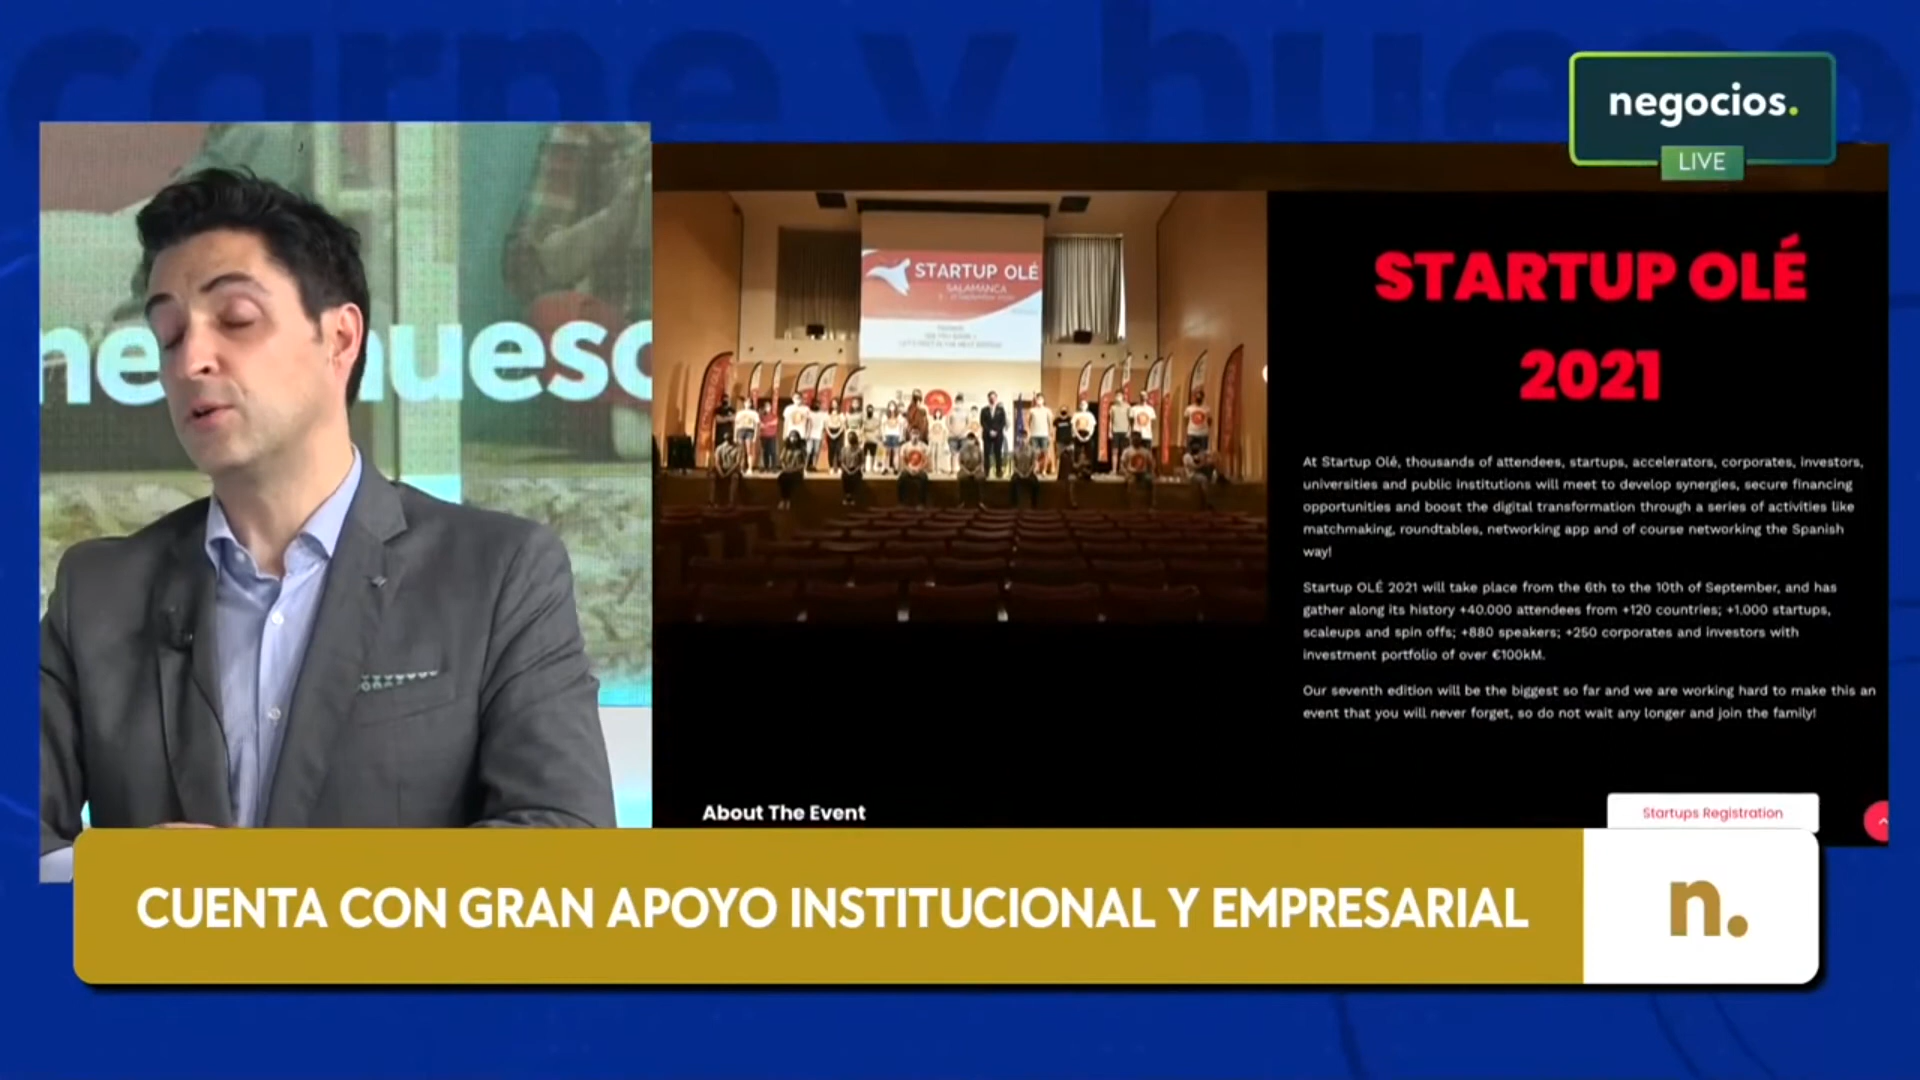 carne y hueso
negocios.
LIVE
ne
hueso
STARTUP OLÉ
SALAMANCA
STARTUP OLÉ
2021
At Startup Olé, thousands of attendees, startups, accelerators, corporates, investors,
universities and public institutions will meet to develop synergies, secure financing
opportunities and boost the digital transformation through a series of activities like
matchmaking, roundtables, networking app and of course networking the Spanish
way!
Startup OLÉ 2021 will take place from the 6th to the 10th of September, and has
gather along its history +40.000 attendees from +120 countries; +1.000 startups,
scaleups and spin offs; +880 speakers; +250 corporates and investors with
investment portfolio of over €100kM.
Our seventh edition will be the biggest so far and we are working hard to make this an
event that you will never forget, so do not wait any longer and join the family!
About The Event
Startups Registration
CUENTA CON GRAN APOYO INSTITUCIONAL Y EMPRESARIAL
n.